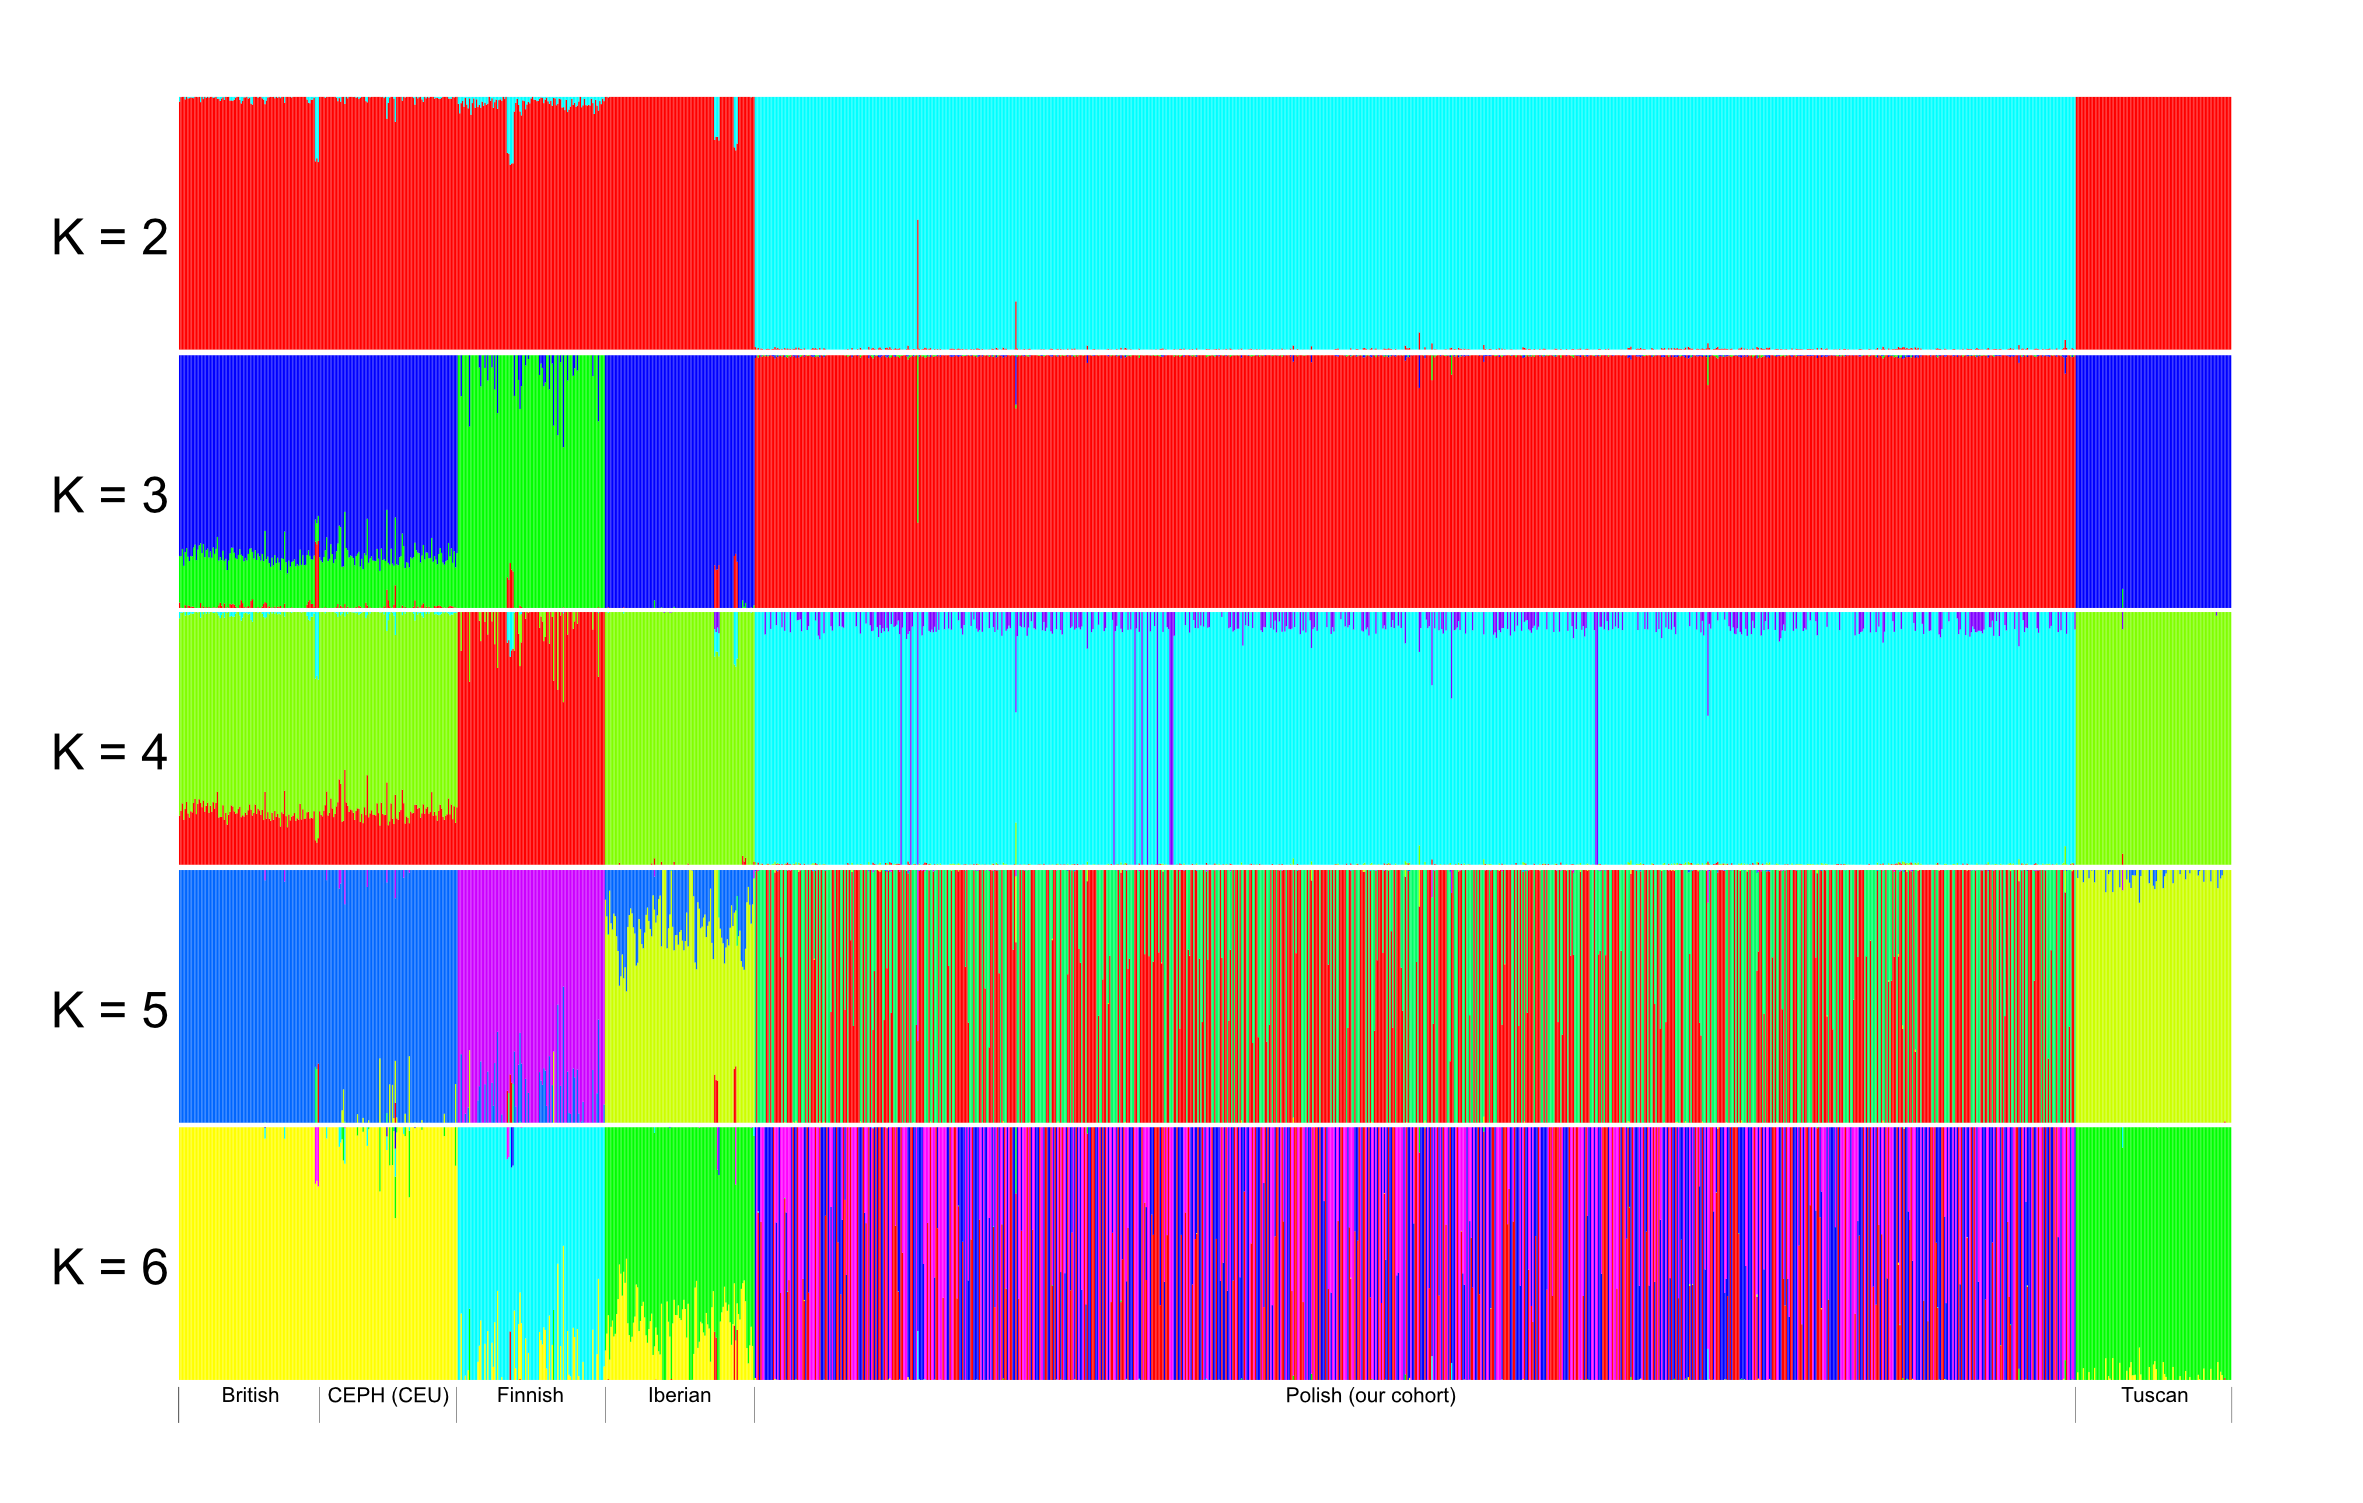 K = 2
K = 3
K = 4
K = 5
K = 6
British CEPH (CEU) Finnish Iberian Polish (our cohort) Tuscan